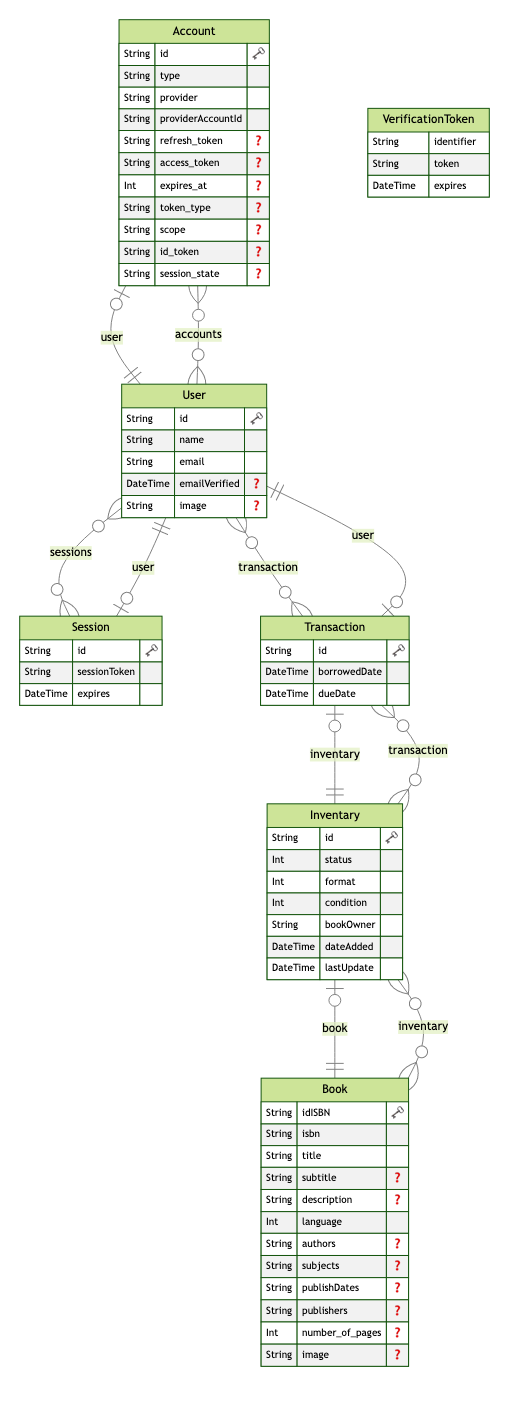 Account
String id
String type
String provider
String providerAccountId
String refresh_token ?
String access_token ?
Int expires_at ?
String token_type ?
String scope ?
String id_token ?
String session_state ?
VerificationToken
String identifier
String token
DateTime expires
user
accounts
User
String id
String name
String email
DateTime emailVerified ?
String image ?
sessions
user
transaction
user
Session
String id
String sessionToken
DateTime expires
Transaction
String id
DateTime borrowedDate
DateTime dueDate
inventory
transaction
Inventory
String id
Int status
Int format
Int condition
String bookOwner
DateTime dateAdded
DateTime lastUpdate
book
inventory
Book
String idISBN
String isbn
String title
String subtitle ?
String description ?
Int language
String authors ?
String subjects ?
String publishDates ?
String publishers ?
Int number_of_pages ?
String image ?